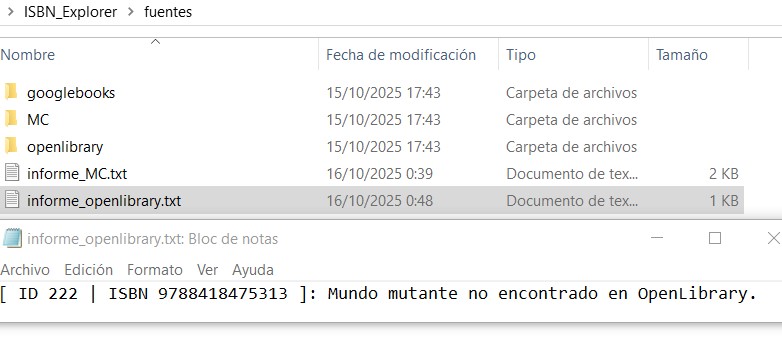 ISBN_Explorer > fuentes
Nombre Fecha de modificación Tipo Tamaño
googlebooks 15/10/2025 17:43 Carpeta de archivos
MC 15/10/2025 17:43 Carpeta de archivos
openlibrary 15/10/2025 17:43 Carpeta de archivos
informe_MC.txt 16/10/2025 0:39 Documento de tex... 2 KB
informe_openlibrary.txt 16/10/2025 0:48 Documento de tex... 1 KB
informe_openlibrary.txt: Bloc de notas
Archivo Edición Formato Ver Ayuda
[ ID 222 | ISBN 9788418475313 ]: Mundo mutante no encontrado en OpenLibrary.